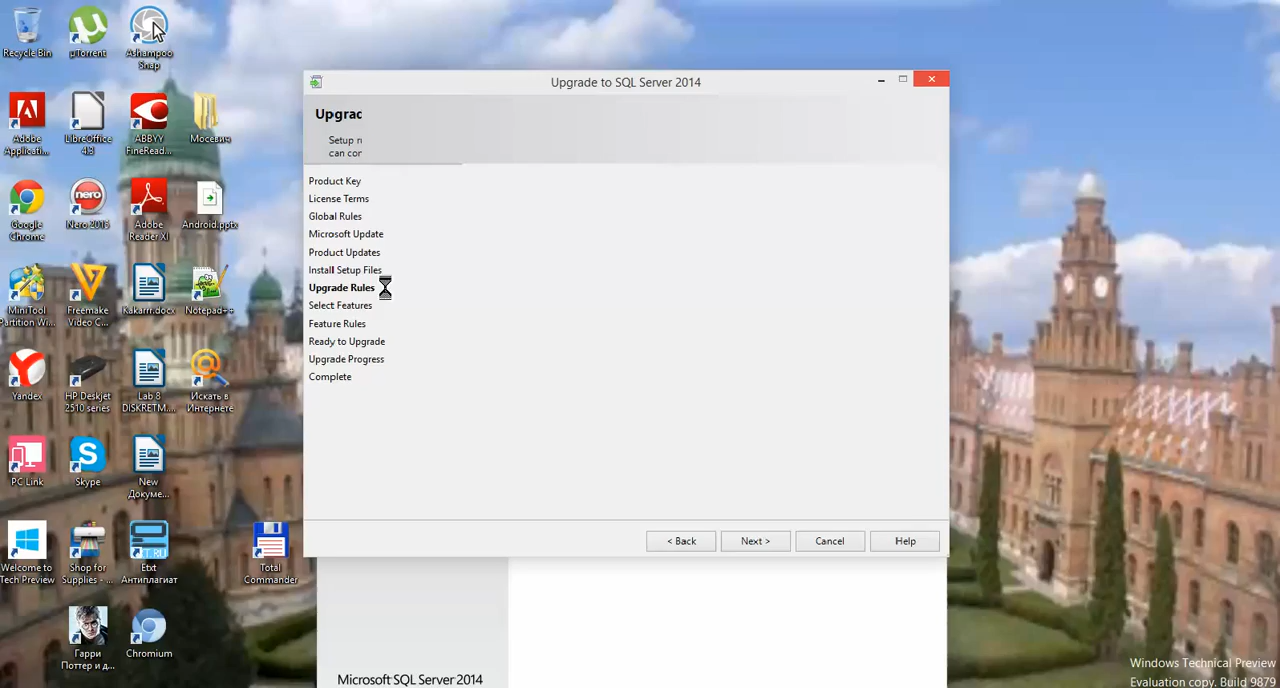 Recycle Bin
µTorrent
Ashampoo
Snap
Adobe
Applicati...
LibreOffice
4.3
ABBYY
FineRead...
Мосевич
Google
Chrome
Nero 2015
Adobe
Reader XI
Android.pptx
MiniTool
Partition Wi...
Freemake
Video C...
Kakarrr.docx
Notepad++
Yandex
HP Deskjet
2510 series
Lab 8
DISKRETM....
Искать в
Интернете
PC Link
Skype
New
Докуме...
Welcome to
Tech Preview
Shop for
Supplies - ...
Etxt
Антиплагиат
Total
Commander
Гарри
Поттер и д...
Chromium
Upgrade to SQL Server 2014
Upgrac
Setup ru
can cor
Product Key
License Terms
Global Rules
Microsoft Update
Product Updates
Install Setup Files
Upgrade Rules
Select Features
Feature Rules
Ready to Upgrade
Upgrade Progress
Complete
< Back
Next >
Cancel
Help
Microsoft SQL Server 2014
Windows Technical Preview
Evaluation copy. Build 9879